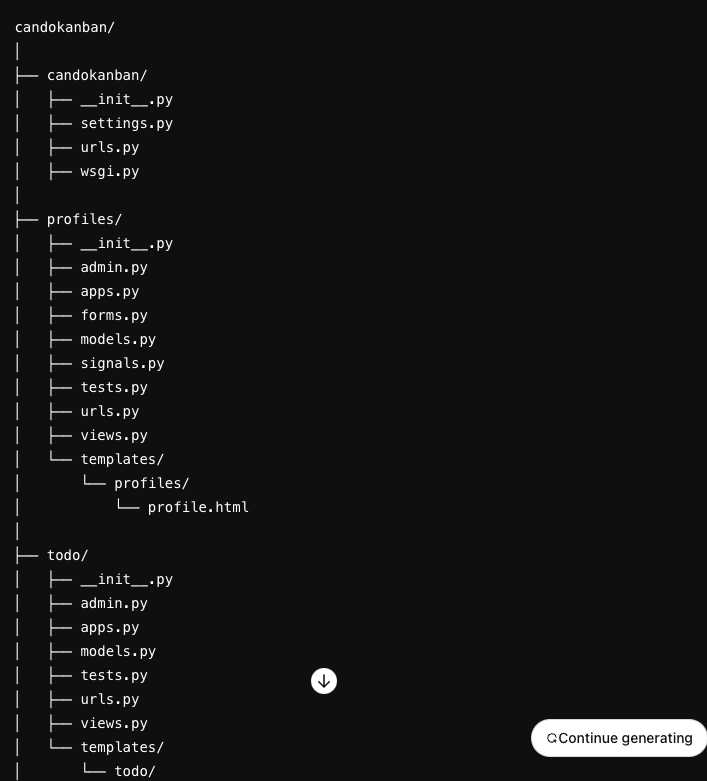 candokanban/
│
├── candokanban/
│   ├── __init__.py
│   ├── settings.py
│   ├── urls.py
│   ├── wsgi.py
│
├── profiles/
│   ├── __init__.py
│   ├── admin.py
│   ├── apps.py
│   ├── forms.py
│   ├── models.py
│   ├── signals.py
│   ├── tests.py
│   ├── urls.py
│   ├── views.py
│   └── templates/
│       └── profiles/
│           └── profile.html
│
├── todo/
│   ├── __init__.py
│   ├── admin.py
│   ├── apps.py
│   ├── models.py
│   ├── tests.py
│   ├── urls.py
│   ├── views.py
│   └── templates/
│       └── todo/
Continue generating